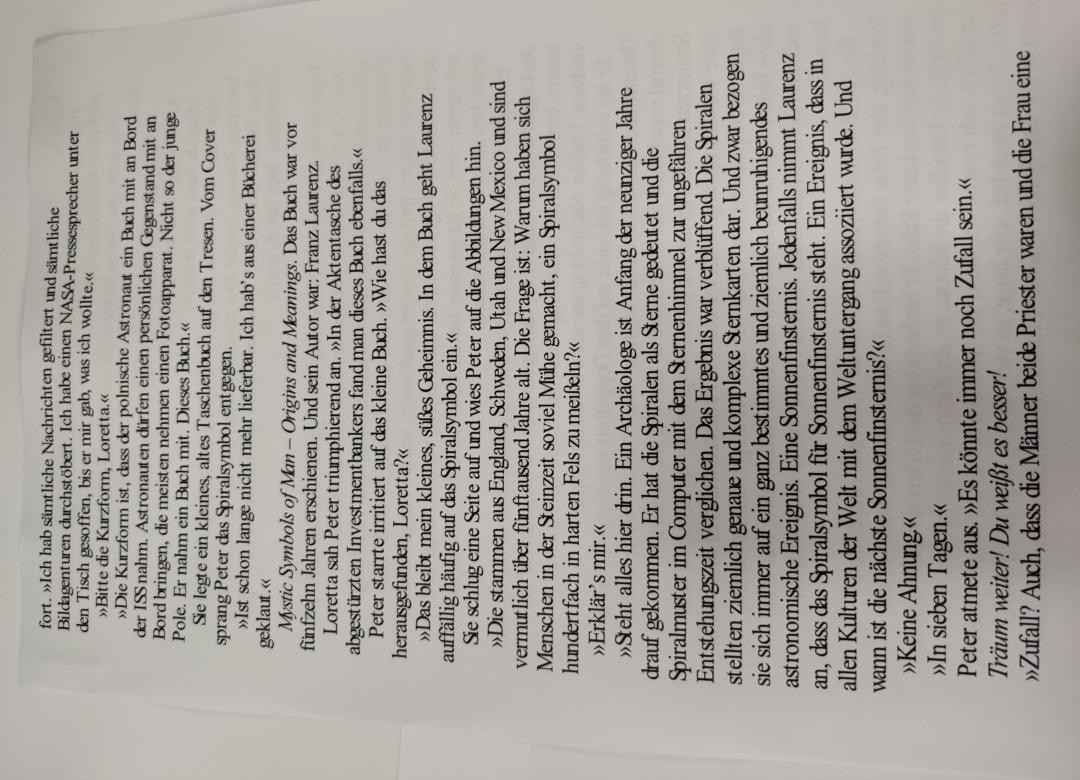 fort. »Ich hab sämtliche Nachrichten gefiltert und sämtliche
Bildagenturen durchstöbert. Ich habe einen NASA-Pressesprecher unter
den Tisch gesoffen, bis er mir gab, was ich wollte.«
»Bitte die Kurzform, Loretta.«
»Die Kurzform ist, dass der polnische Astronaut ein Buch mit an Bord
der ISS nahm. Astronauten dürfen einen persönlichen Gegenstand mit an
Bord bringen, die meisten nehmen einen Fotoapparat. Nicht so der junge
Pole. Er nahm ein Buch mit. Dieses Buch.«
Sie legte ein kleines, altes Taschenbuch auf den Tresen. Vom Cover
sprang Peter das Spiralsymbol entgegen.
»Ist schon lange nicht mehr lieferbar. Ich hab's aus einer Bücherei
geklaut.«
Mystic Symbols of Man – Origins and Meanings. Das Buch war vor
fünfzehn Jahren erschienen. Und sein Autor war: Franz Laurenz.
Loretta sah Peter triumphierend an. »In der Aktentasche des
abgestürzten Investmentbankers fand man dieses Buch ebenfalls.«
Peter starrte irritiert auf das kleine Buch. »Wie hast du das
herausgefunden, Loretta?«
»Das bleibt mein kleines, süßes Geheimnis. In dem Buch geht Laurenz
auffällig häufig auf das Spiralsymbol ein.«
Sie schlug eine Seite auf und wies Peter auf die Abbildungen hin.
»Die stammen aus England, Schweden, Utah und New Mexico und sind
vermutlich über fünftausend Jahre alt. Die Frage ist: Warum haben sich
Menschen in der Steinzeit soviel Mühe gemacht, ein Spiralsymbol
hundertfach in harten Fels zu meißeln?«
»Erklär's mir.«
»Steht alles hier drin. Ein Archäologe ist Anfang der neunziger Jahre
drauf gekommen. Er hat die Spiralen als Sterne gedeutet und die
Spiralmuster im Computer mit dem Sternenhimmel zur ungefähren
Entstehungszeit verglichen. Das Ergebnis war verblüffend. Die Spiralen
stellten ziemlich genaue und komplexe Sternkarten dar. Und zwar bezogen
sie sich immer auf ein ganz bestimmtes und ziemlich beunruhigendes
astronomische Ereignis. Eine Sonnenfinsternis. Jedenfalls nimmt Laurenz
an, dass das Spiralsymbol für Sonnenfinsternis steht. Ein Ereignis, dass in
allen Kulturen der Welt mit dem Weltuntergang assoziiert wurde. Und
wann ist die nächste Sonnenfinsternis?«
»Keine Ahnung.«
»In sieben Tagen.«
Peter atmete aus. »Es könnte immer noch Zufall sein.«
Träum weiter! Du weißt es besser!
»Zufall? Auch, dass die Männer beide Priester waren und die Frau eine